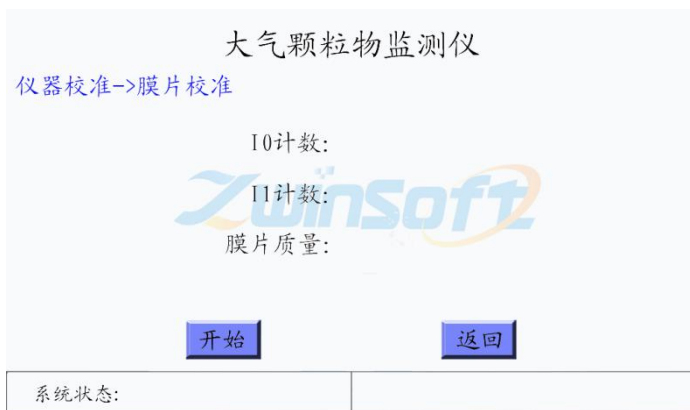 大气颗粒物监测仪
仪器校准->膜片校准
I0计数:
I1计数:
ZwinSoft
膜片质量:
开始 返回
系统状态: